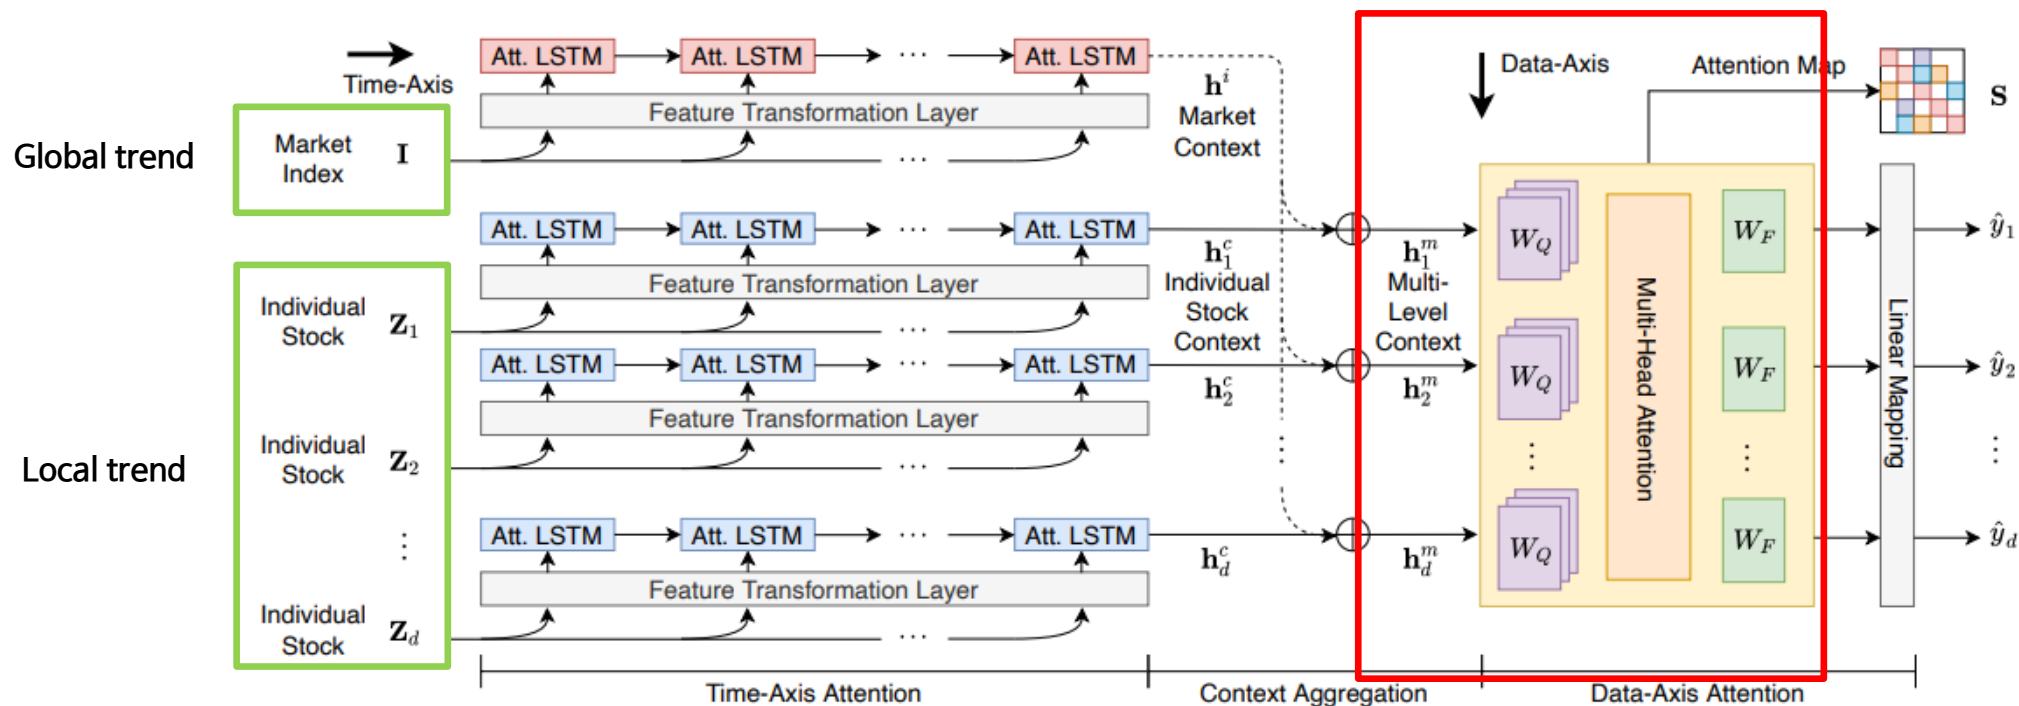 Global trend
Local trend
Time-Axis
Market
Index
I
Individual
Stock
Z_1
Individual
Stock
Z_2
⋮
Individual
Stock
Z_d
Att. LSTM Att. LSTM ··· Att. LSTM
Feature Transformation Layer
···
Att. LSTM Att. LSTM ··· Att. LSTM
Feature Transformation Layer
···
Att. LSTM Att. LSTM ··· Att. LSTM
Feature Transformation Layer
···
Att. LSTM Att. LSTM ··· Att. LSTM
Feature Transformation Layer
···
h^i
Market
Context
h_1^c
Individual
Stock
Context
h_2^c
h_d^c
h_1^m
Multi-
Level
Context
h_2^m
h_d^m
Data-Axis
Attention Map
S
W_Q
W_Q
⋮
W_Q
Multi-Head Attention
W_F
W_F
⋮
W_F
Linear Mapping
ŷ_1
ŷ_2
⋮
ŷ_d
Time-Axis Attention
Context Aggregation
Data-Axis Attention